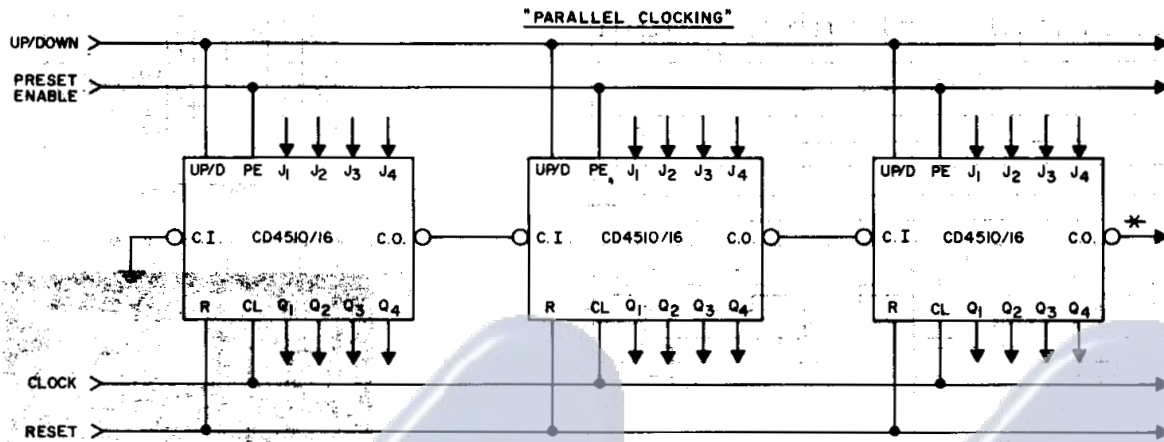 "PARALLEL CLOCKING"
UP/DOWN
PRESET
ENABLE
UP/D PE J1 J2 J3 J4
UP/D PE J1 J2 J3 J4
UP/D PE J1 J2 J3 J4
C.I. CD4510/16 C.O.
C.I CD4510/16 C.O.
C.I CD4510/16 C.O.
*
R CL Q1 Q2 Q3 Q4
R CL Q1 Q2 Q3 Q4
R CL Q1 Q2 Q3 Q4
CLOCK
RESET